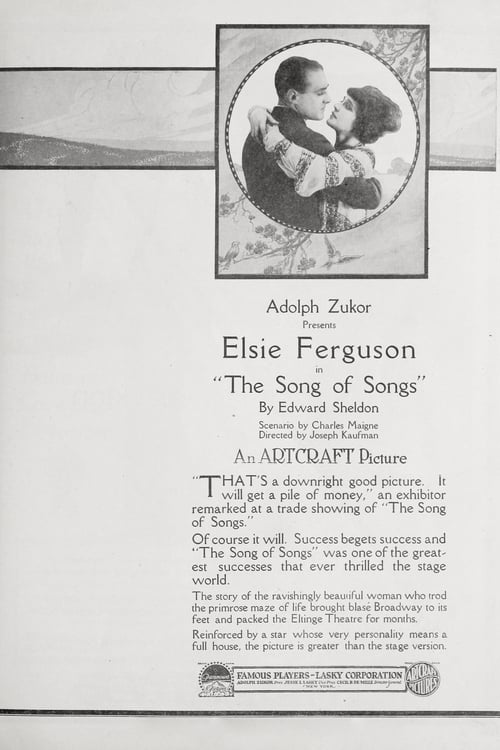 Adolph Zukor
Presents
Elsie Ferguson
in
"The Song of Songs"
By Edward Sheldon
Scenario by Charles Maigne
Directed by Joseph Kaufman
An ARTCRAFT Picture
"THAT'S a downright good picture. It
will get a pile of money," an exhibitor
remarked at a trade showing of "The Song
of Songs."
Of course it will. Success begets success and
"The Song of Songs" was one of the great-
est successes that ever thrilled the stage
world.
The story of the ravishingly beautiful woman who trod
the primrose maze of life brought blasé Broadway to its
feet and packed the Eltinge Theatre for months.
Reinforced by a star whose very personality means a
full house, the picture is greater than the stage version.
FAMOUS PLAYERS-LASKY CORPORATION
ADOLPH ZUKOR Pres. JESSE L. LASKY Vice Pres. CECIL B. DE MILLE Director General
NEW YORK
ARTCRAFT
PICTURES